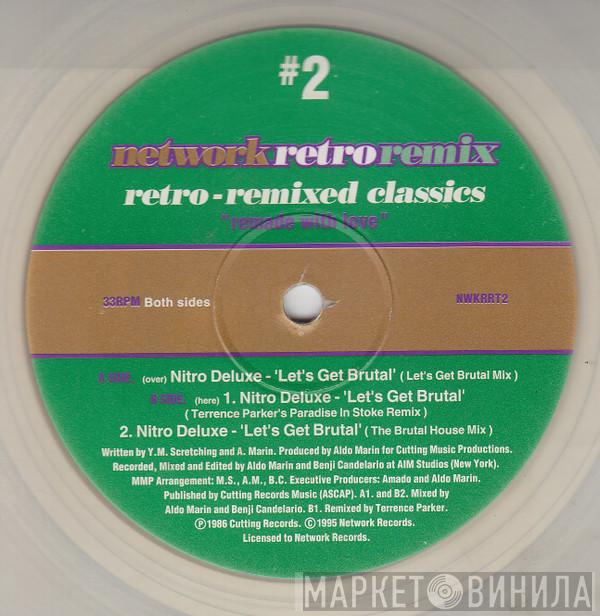 #2
networkretroremix
retro-remixed classics
"remade with love"
33RPM Both sides
NWKRRT2
A SIDE. (over) Nitro Deluxe - 'Let's Get Brutal' ( Let's Get Brutal Mix )
B SIDE. (here) 1. Nitro Deluxe - 'Let's Get Brutal'
( Terrence Parker's Paradise In Stoke Remix )
2. Nitro Deluxe - 'Let's Get Brutal' ( The Brutal House Mix )
Written by Y.M. Scretching and A. Marin. Produced by Aldo Marin for Cutting Music Productions.
Recorded, Mixed and Edited by Aldo Marin and Benji Candelario at AIM Studios (New York).
MMP Arrangement: M.S., A.M., B.C. Executive Producers: Amado and Aldo Marin.
Published by Cutting Records Music (ASCAP). A1. and B2. Mixed by
Aldo Marin and Benji Candelario. B1. Remixed by Terrence Parker.
℗1986 Cutting Records. ©1995 Network Records.
Licensed to Network Records.
МАРКЕТ ВИНИЛА